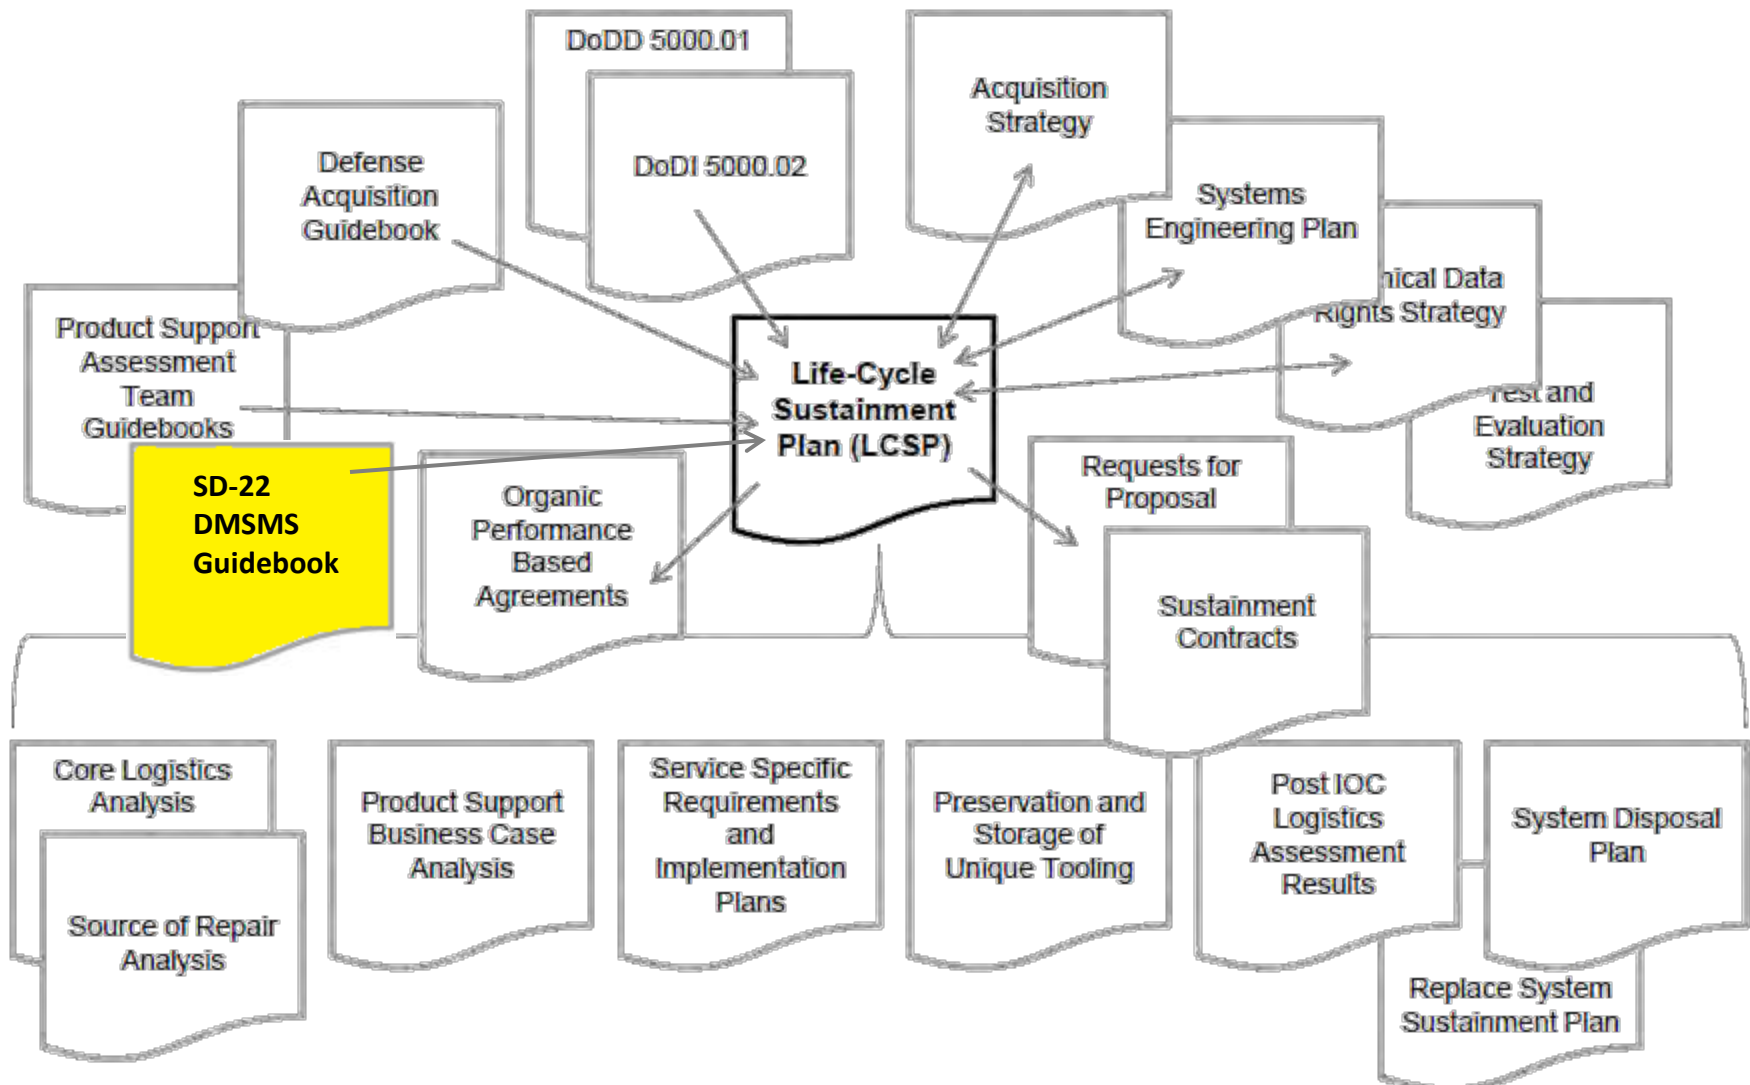 DoDD 5000.01
DoDI 5000.02
Acquisition
Strategy
Defense
Acquisition
Guidebook
Systems
Engineering Plan
nical Data
Rights Strategy
Product Support
Assessment
Team
Guidebooks
Life-Cycle
Sustainment
Plan (LCSP)
Test and
Evaluation
Strategy
SD-22
DMSMS
Guidebook
Organic
Performance
Based
Agreements
Requests for
Proposal
Sustainment
Contracts
Core Logistics
Analysis
Source of Repair
Analysis
Product Support
Business Case
Analysis
Service Specific
Requirements
and
Implementation
Plans
Preservation and
Storage of
Unique Tooling
Post IOC
Logistics
Assessment
Results
System Disposal
Plan
Replace System
Sustainment Plan